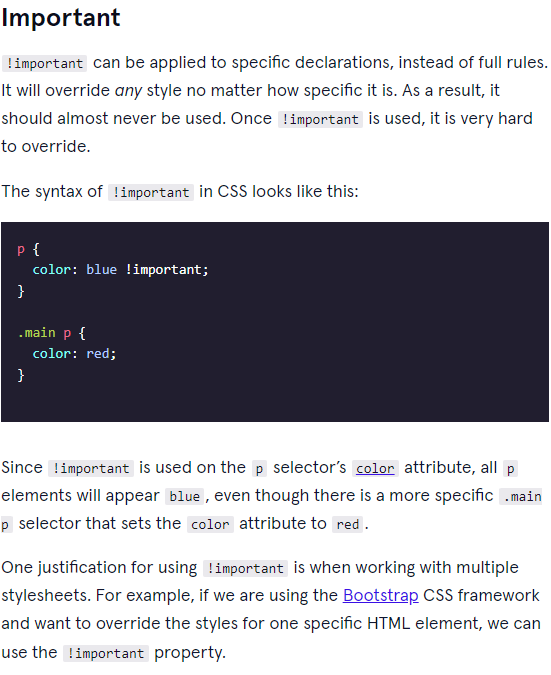 Important
!important can be applied to specific declarations, instead of full rules.
It will override any style no matter how specific it is. As a result, it
should almost never be used. Once !important is used, it is very hard
to override.
The syntax of !important in CSS looks like this:
p {
  color: blue !important;
}
.main p {
  color: red;
}
Since !important is used on the p selector’s color attribute, all p
elements will appear blue, even though there is a more specific .main
p selector that sets the color attribute to red.
One justification for using !important is when working with multiple
stylesheets. For example, if we are using the Bootstrap CSS framework
and want to override the styles for one specific HTML element, we can
use the !important property.